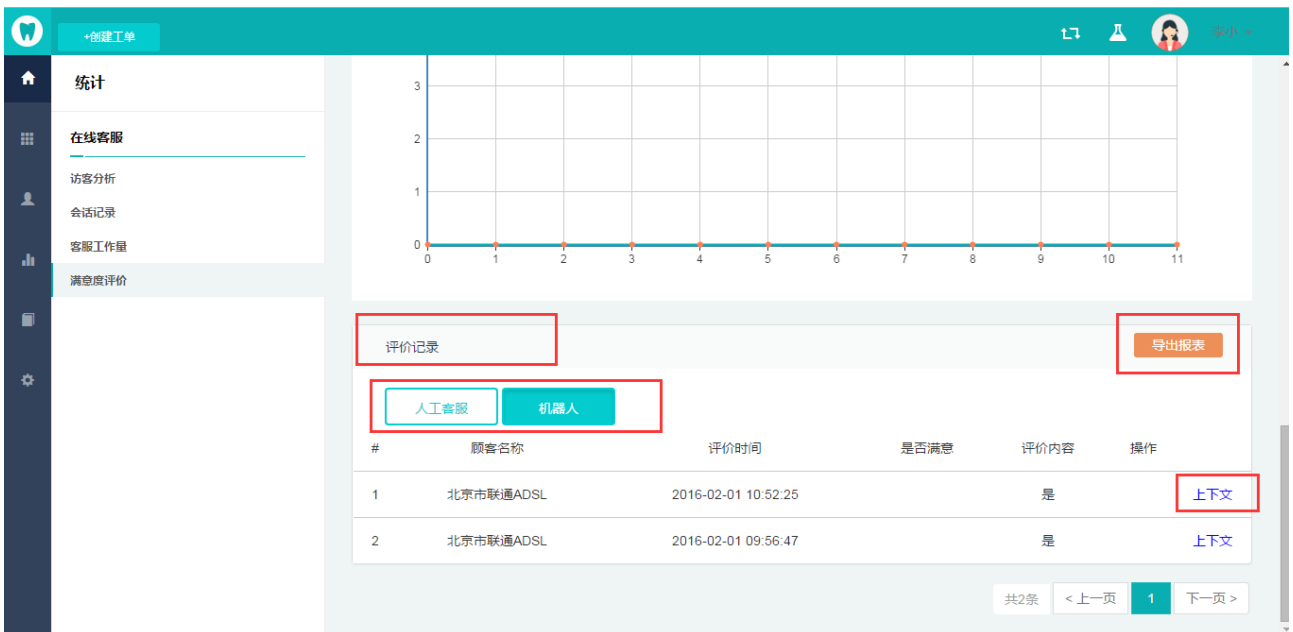 +创建工单
统计
在线客服
访客分析
会话记录
客服工作量
满意度评价
3
2
1
0
0 1 2 3 4 5 6 7 8 9 10 11
评价记录 导出报表
人工客服 机器人
# 顾客名称 评价时间 是否满意 评价内容 操作
1 北京市联通ADSL 2016-02-01 10:52:25 是 上下文
2 北京市联通ADSL 2016-02-01 09:56:47 是 上下文
共2条 < 上一页 1 下一页 >